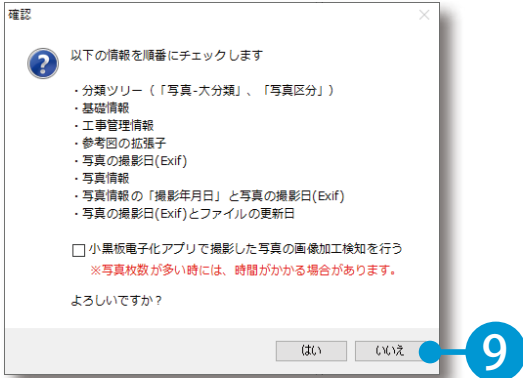 確認
以下の情報を順番にチェックします
・分類ツリー（「写真-大分類」、「写真区分」）
・基礎情報
・工事管理情報
・参考図の拡張子
・写真の撮影日(Exif)
・写真情報
・写真情報の「撮影年月日」と写真の撮影日(Exif)
・写真の撮影日(Exif)とファイルの更新日
小黒板電子化アプリで撮影した写真の画像加工検知を行う
※写真枚数が多い時には、時間がかかる場合があります。
よろしいですか？
はい いいえ 9